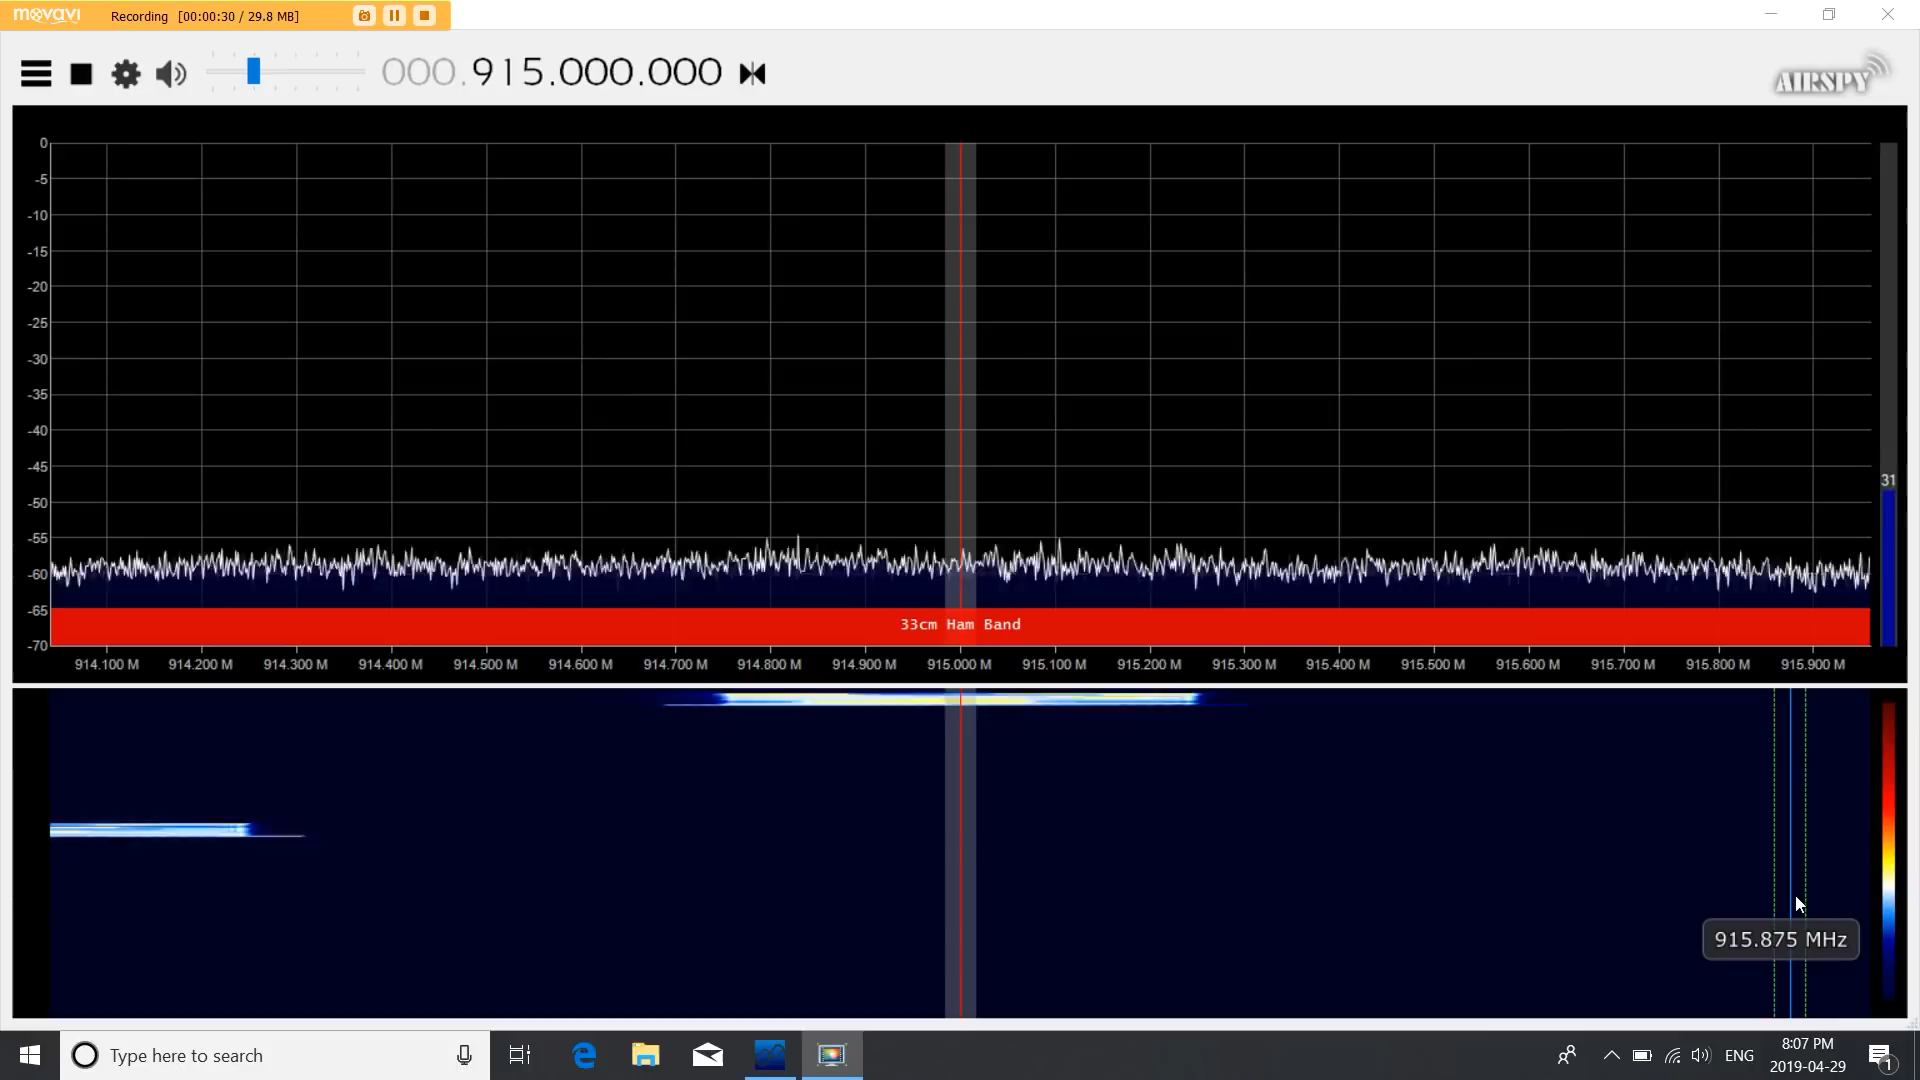 movavi Recording [00:00:30 / 29.8 MB]
000.915.000.000
AIRSPY
0
-5
-10
-15
-20
-25
-30
-35
-40
-45
-50
-55
-60
-65
-70
31
33cm Ham Band
914.100 M 914.200 M 914.300 M 914.400 M 914.500 M 914.600 M 914.700 M 914.800 M 914.900 M 915.000 M 915.100 M 915.200 M 915.300 M 915.400 M 915.500 M 915.600 M 915.700 M 915.800 M 915.900 M
915.875 MHz
Type here to search
ENG
8:07 PM
2019-04-29
1